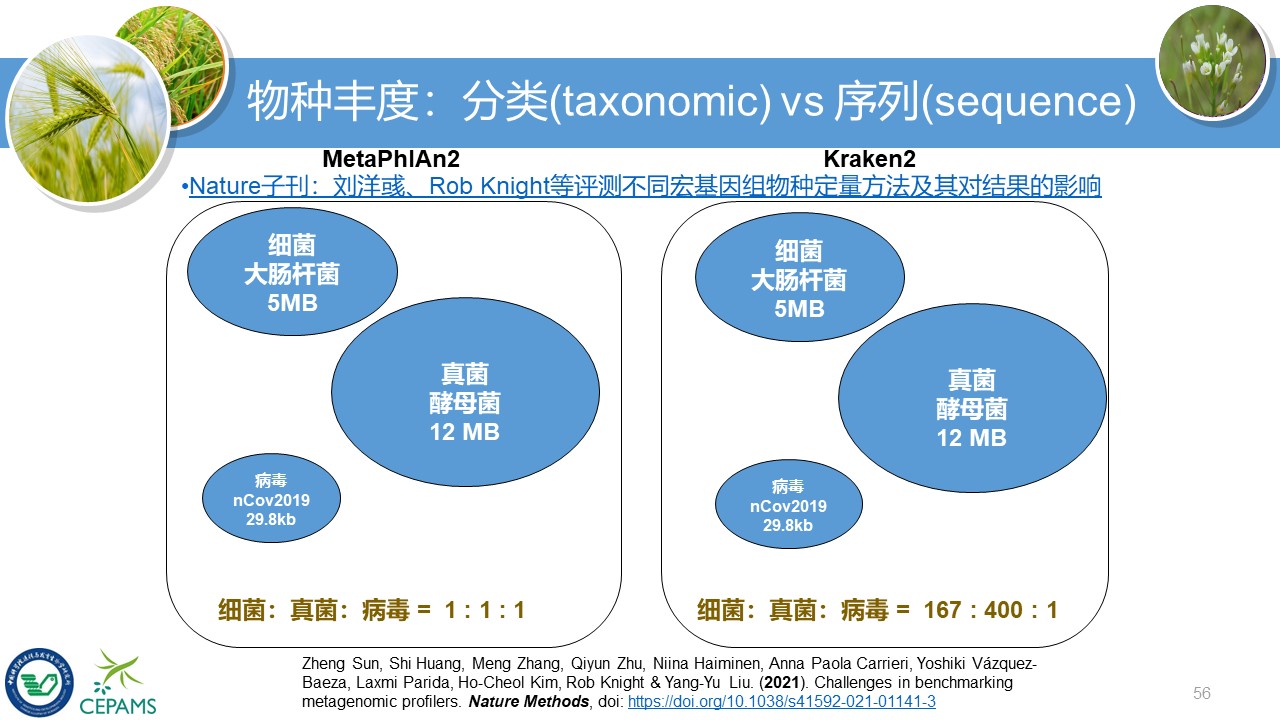 物种丰度：分类(taxonomic) vs 序列(sequence)
MetaPhlAn2
Kraken2
•Nature子刊：刘洋彧、Rob Knight等评测不同宏基因组物种定量方法及其对结果的影响
细菌
大肠杆菌
5MB
真菌
酵母菌
12 MB
病毒
nCov2019
29.8kb
细菌：真菌：病毒 = 1 : 1 : 1
细菌
大肠杆菌
5MB
真菌
酵母菌
12 MB
病毒
nCov2019
29.8kb
细菌：真菌：病毒 = 167 : 400 : 1
Zheng Sun, Shi Huang, Meng Zhang, Qiyun Zhu, Niina Haiminen, Anna Paola Carrieri, Yoshiki Vázquez-
Baeza, Laxmi Parida, Ho-Cheol Kim, Rob Knight & Yang-Yu Liu. (2021). Challenges in benchmarking
metagenomic profilers. Nature Methods, doi: https://doi.org/10.1038/s41592-021-01141-3
CEPAMS
56